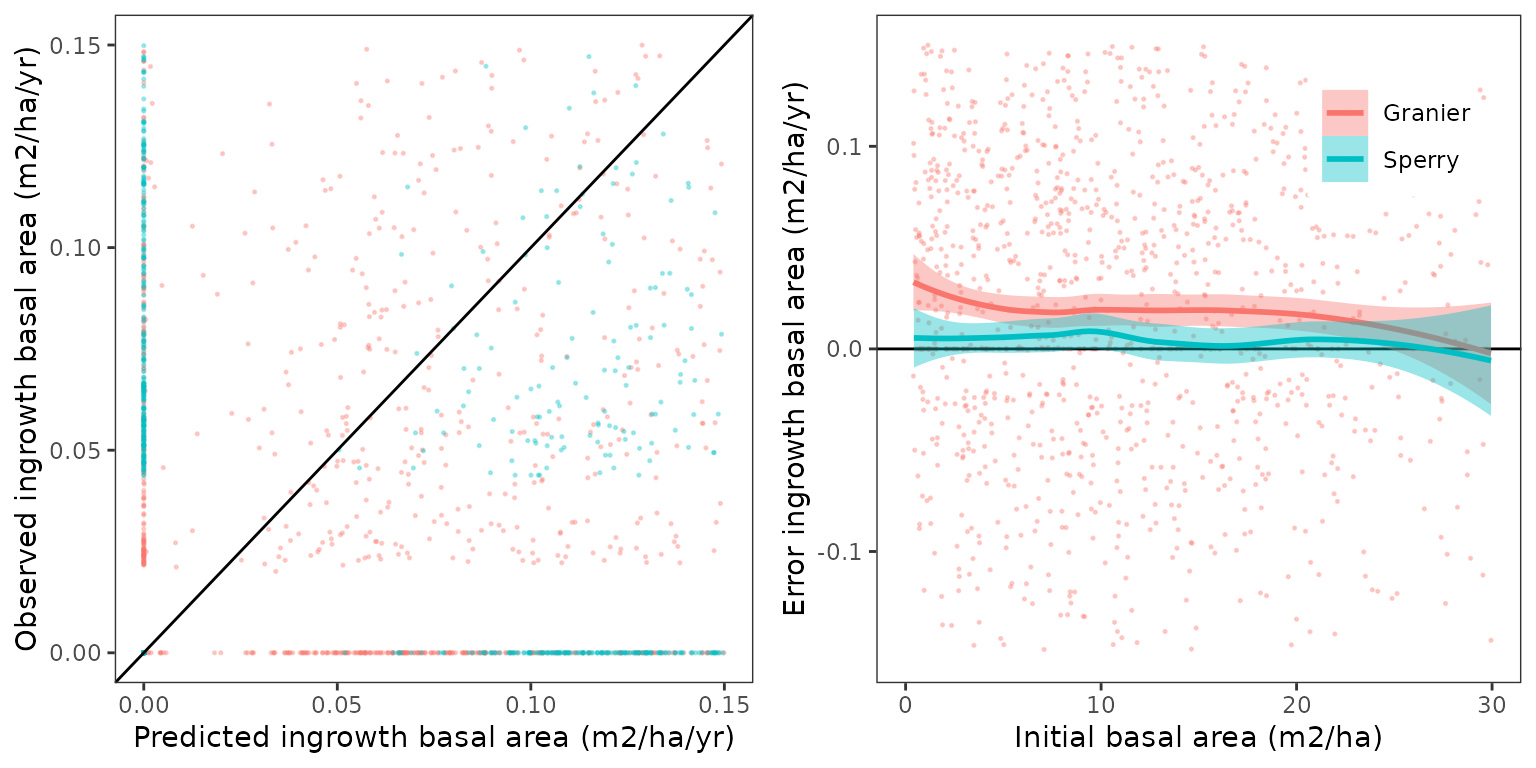 Observed ingrowth basal area (m2/ha/yr)
0.15
0.10
0.05
0.00
0.00 0.05 0.10 0.15
Predicted ingrowth basal area (m2/ha/yr)
Error ingrowth basal area (m2/ha/yr)
0.1
0.0
-0.1
Granier
Sperry
0 10 20 30
Initial basal area (m2/ha)